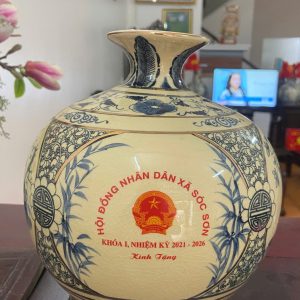 HỘI ĐỒNG NHÂN DÂN XÃ SÓC SƠN
KHÓA I, NHIỆM KỲ 2021 - 2026
Kính Tặng